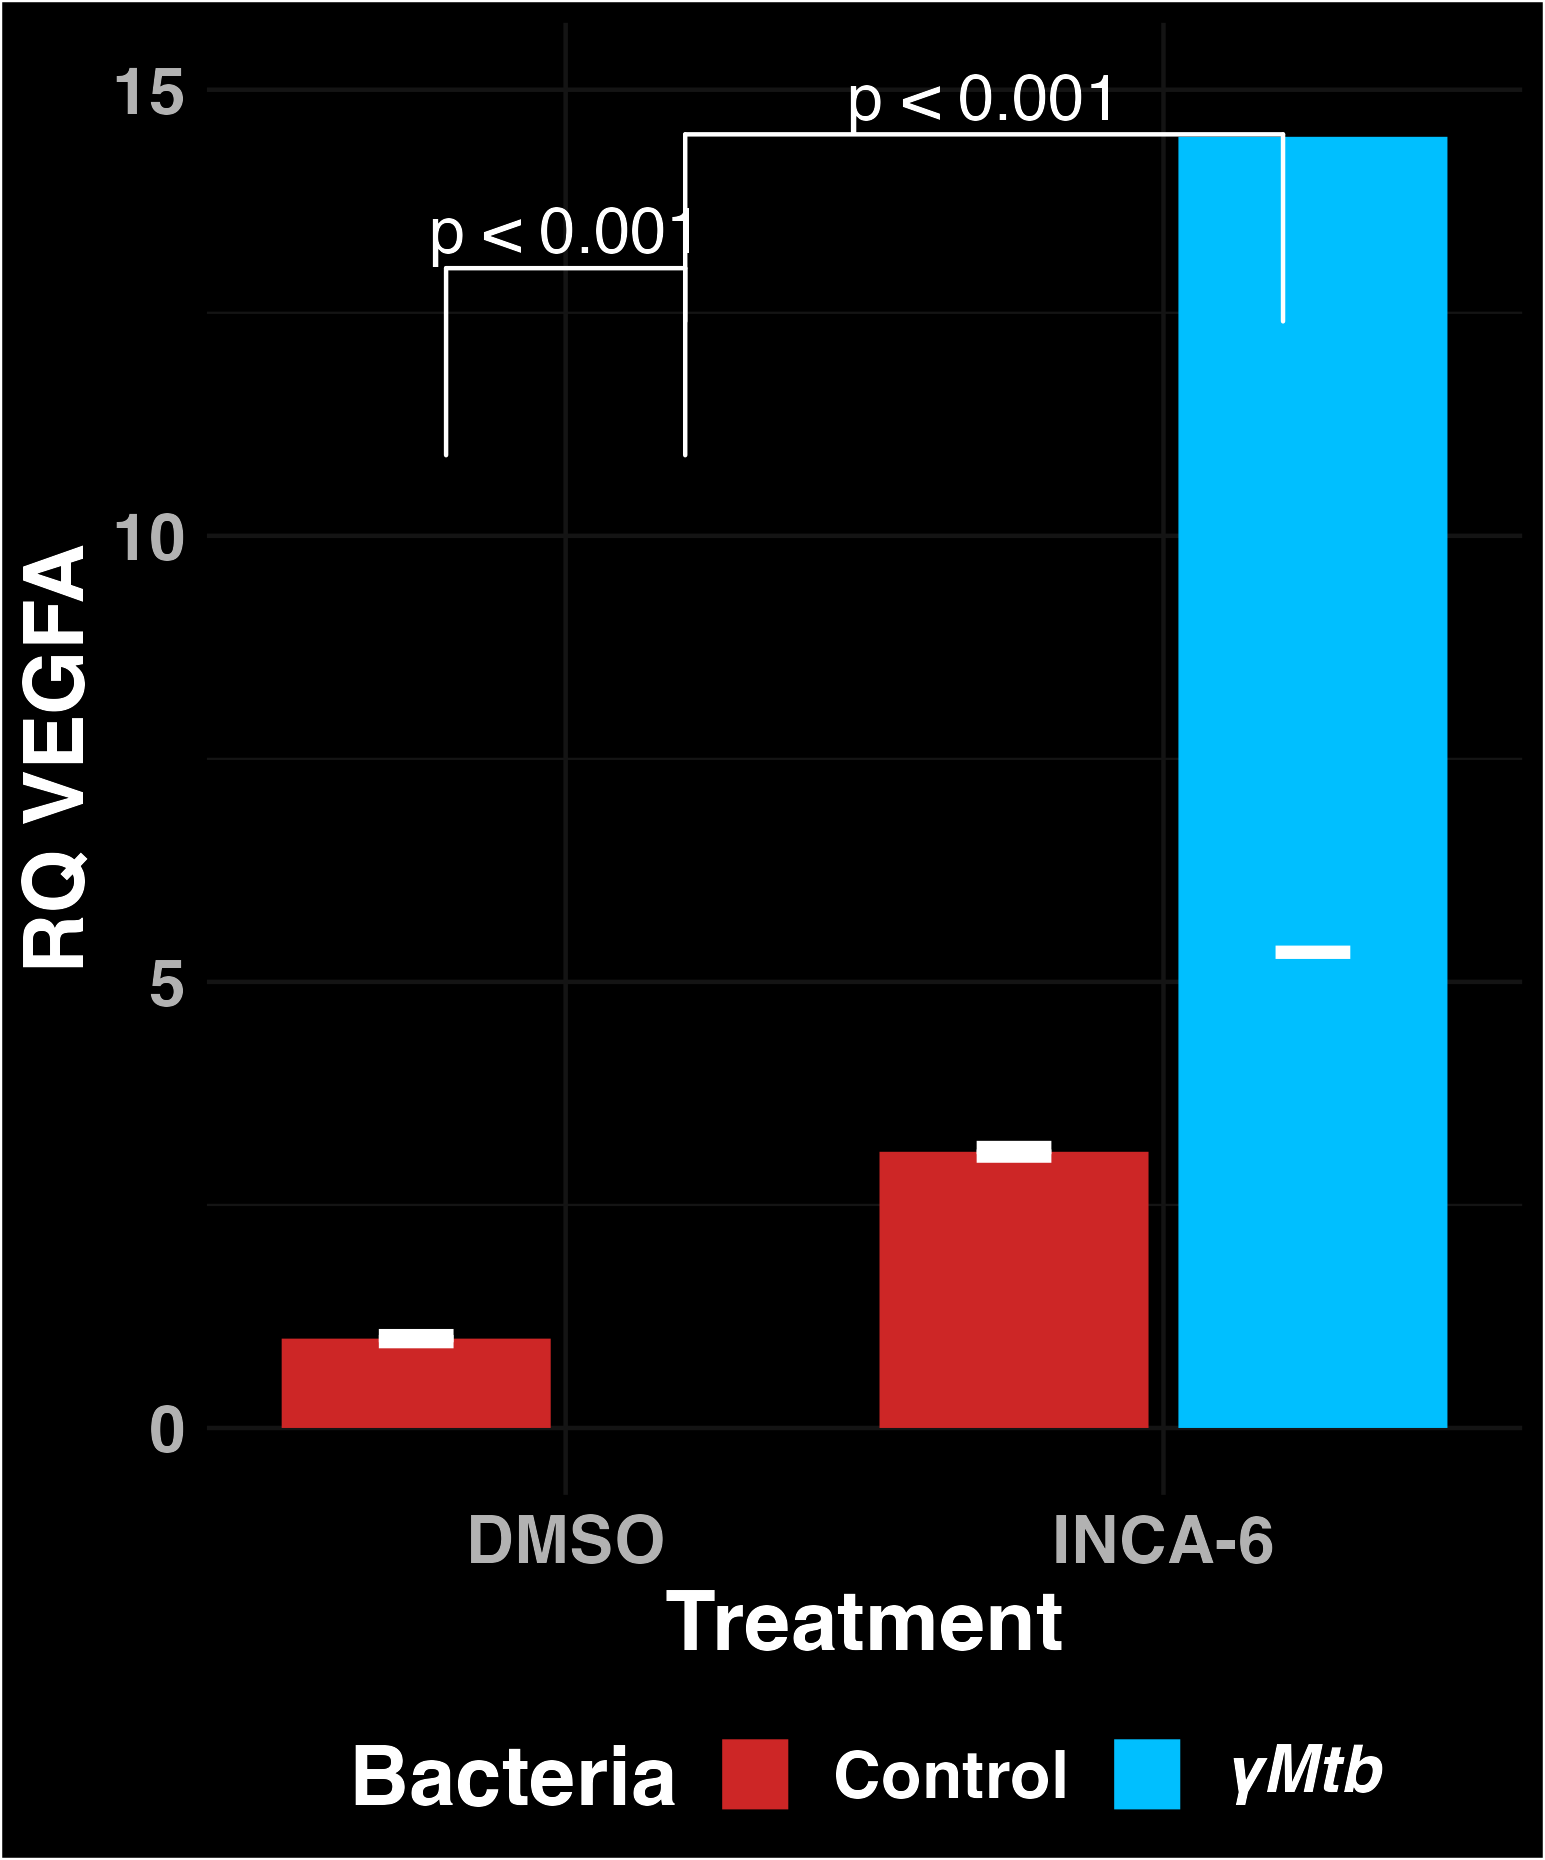 15
p < 0.001
p < 0.001
10
5
0
RQ VEGFA
DMSO INCA-6
Treatment
Bacteria Control γMtb